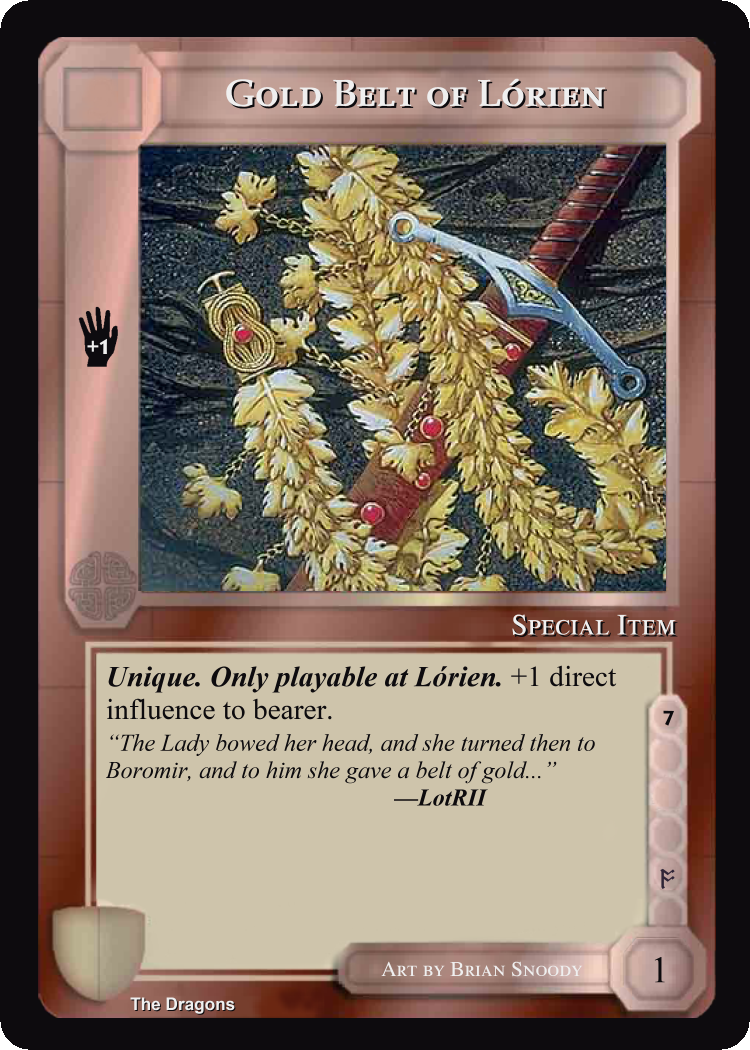 Gold Belt of Lórien
+1
Special Item
Unique. Only playable at Lórien. +1 direct
influence to bearer.
“The Lady bowed her head, and she turned then to
Boromir, and to him she gave a belt of gold...”
—LotRII
7
ᚩ
Art by Brian Snoody
1
The Dragons